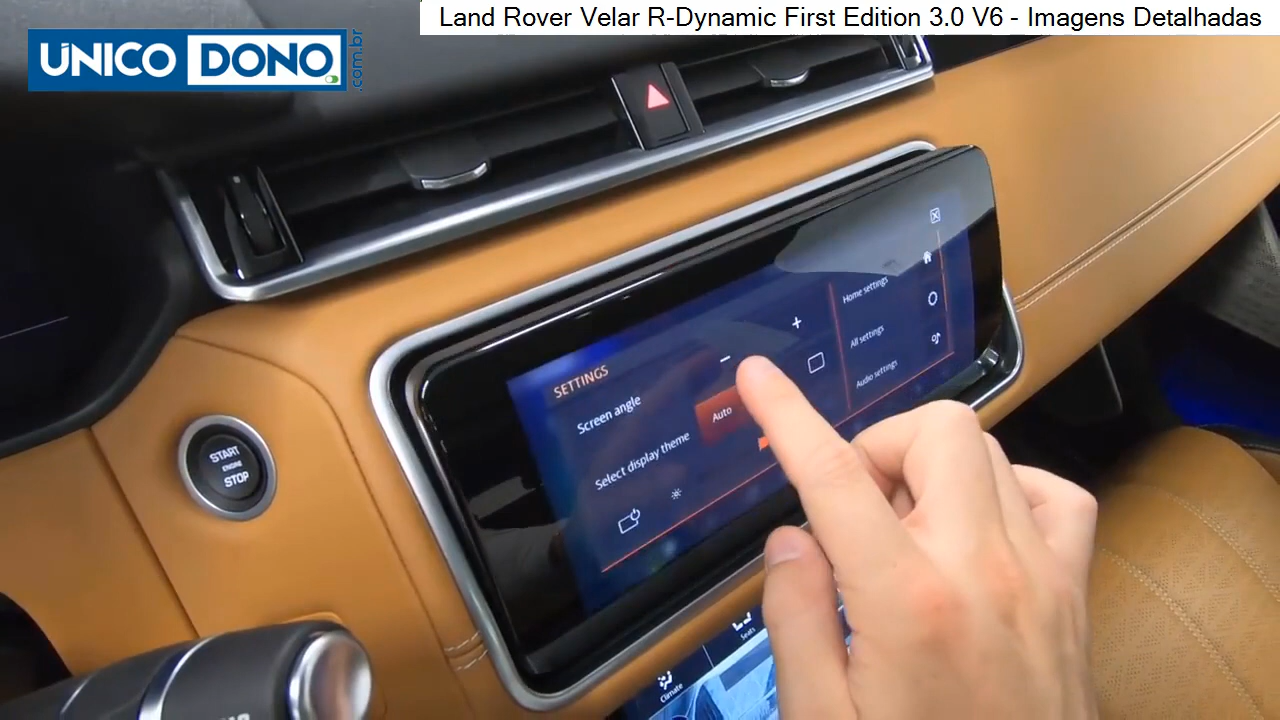 Land Rover Velar R-Dynamic First Edition 3.0 V6 - Imagens Detalhadas
ÚNICO DONO
.com.br
SETTINGS
Screen angle
− +
Select display theme
Auto
Home settings
All settings
Audio settings
START
ENGINE
STOP
Seats
Climate